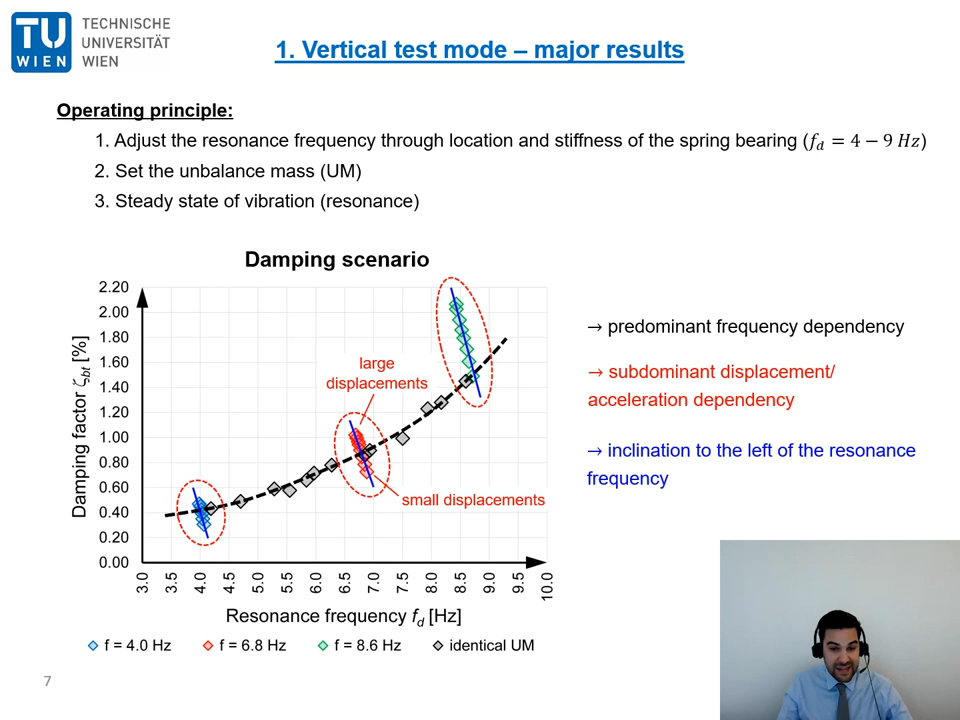 TU
WIEN
TECHNISCHE
UNIVERSITÄT
WIEN
1. Vertical test mode – major results
Operating principle:
1. Adjust the resonance frequency through location and stiffness of the spring bearing (f_d = 4 − 9 Hz)
2. Set the unbalance mass (UM)
3. Steady state of vibration (resonance)
Damping scenario
Damping factor ζ_bt [%]
2.20
2.00
1.80
1.60
1.40
1.20
1.00
0.80
0.60
0.40
0.20
0.00
large
displacements
small displacements
3.0 3.5 4.0 4.5 5.0 5.5 6.0 6.5 7.0 7.5 8.0 8.5 9.0 9.5 10.0
Resonance frequency f_d [Hz]
f = 4.0 Hz f = 6.8 Hz f = 8.6 Hz identical UM
→ predominant frequency dependency
→ subdominant displacement/
acceleration dependency
→ inclination to the left of the resonance
frequency
7